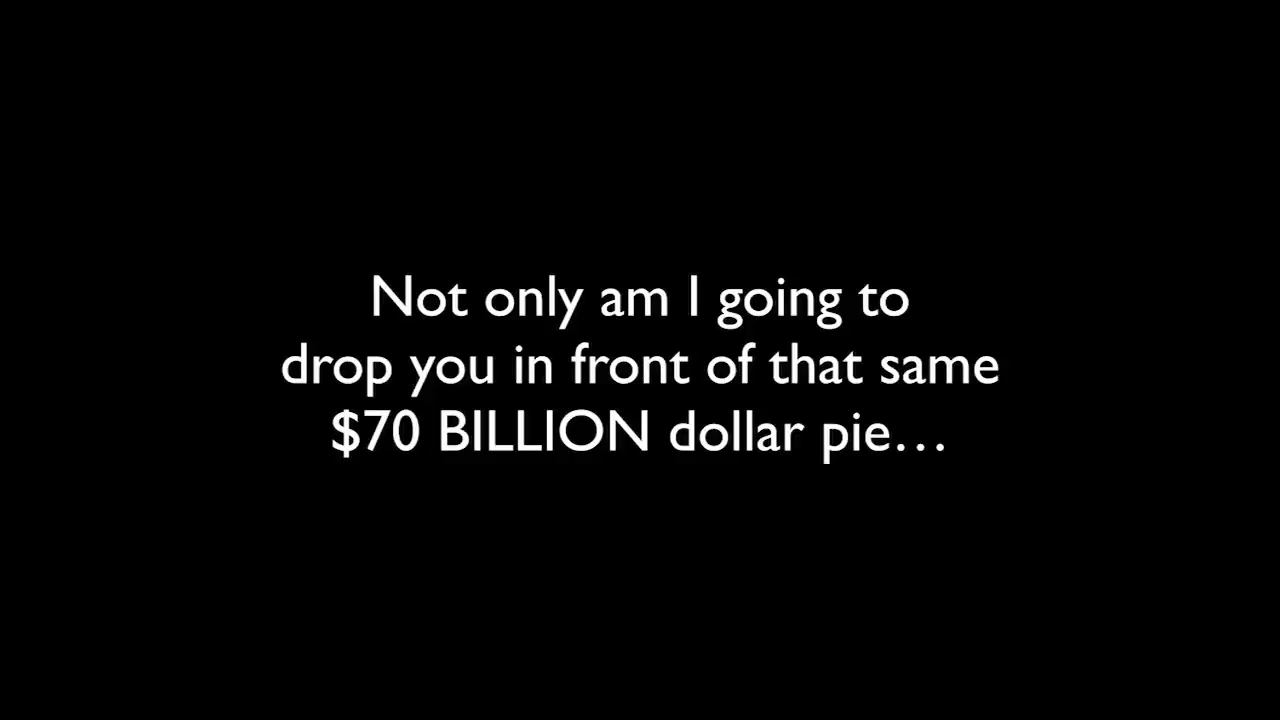 Not only am I going to
drop you in front of that same
$70 BILLION dollar pie…